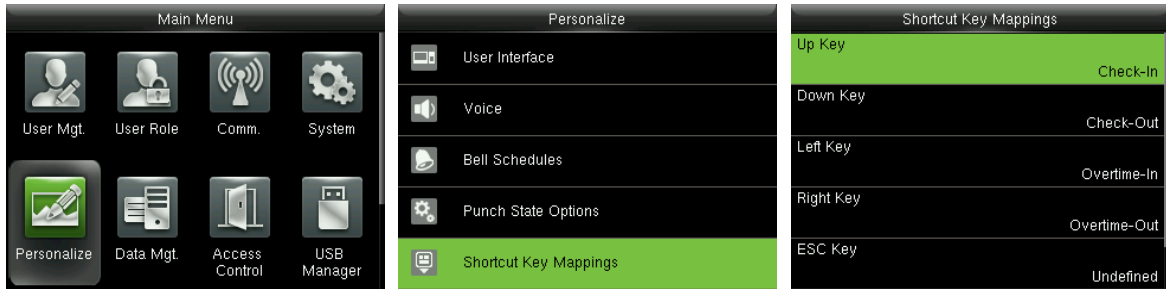 Main Menu
User Mgt.
User Role
Comm.
System
Personalize
Data Mgt.
Access
Control
USB
Manager
Personalize
User Interface
Voice
Bell Schedules
Punch State Options
Shortcut Key Mappings
Shortcut Key Mappings
Up Key
Check-In
Down Key
Check-Out
Left Key
Overtime-In
Right Key
Overtime-Out
ESC Key
Undefined